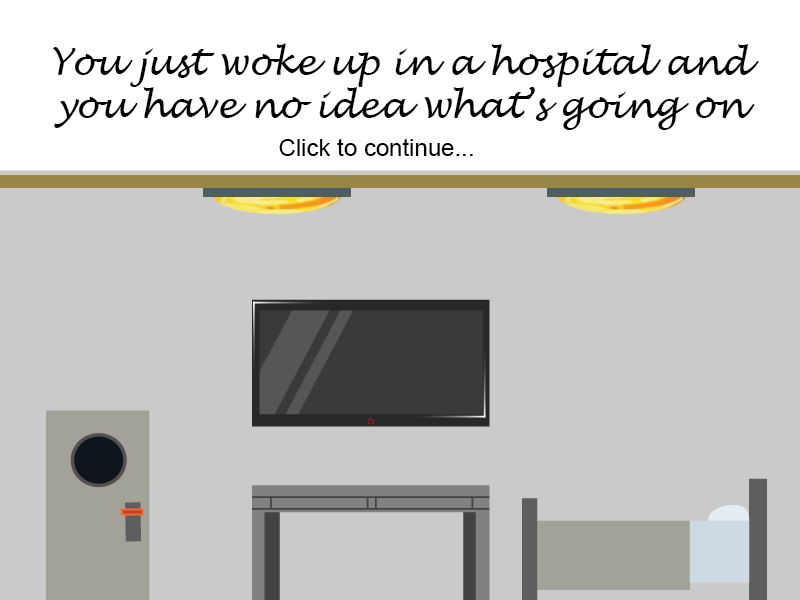 You just woke up in a hospital and
you have no idea what's going on
Click to continue...